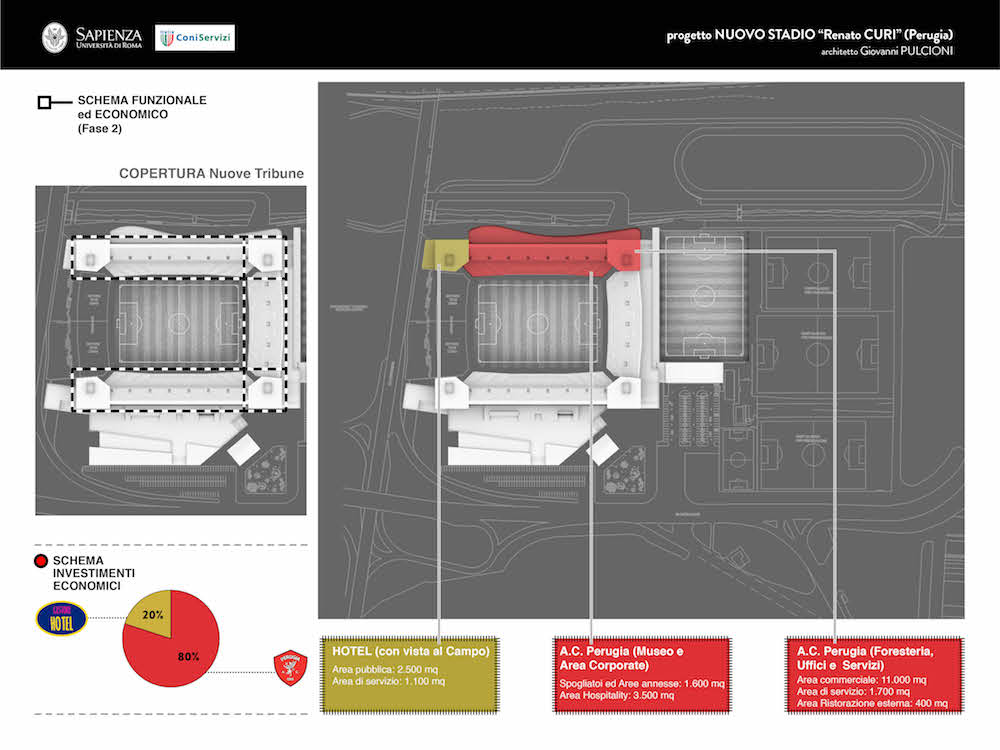 SAPIENZA
UNIVERSITÀ DI ROMA
ConiServizi
progetto NUOVO STADIO “Renato CURI” (Perugia)
architetto Giovanni PULCIONI
SCHEMA FUNZIONALE
ed ECONOMICO
(Fase 2)
COPERTURA Nuove Tribune
SCHEMA
INVESTIMENTI
ECONOMICI
HOTEL
20%
80%
HOTEL (con vista al Campo)
Area pubblica: 2.500 mq
Area di servizio: 1.100 mq
A.C. Perugia (Museo e
Area Corporate)
Spogliatoi ed Aree annesse: 1.600 mq
Area Hospitality: 3.500 mq
A.C. Perugia (Foresteria,
Uffici e Servizi)
Area commerciale: 11.000 mq
Area di servizio: 1.700 mq
Area Ristorazione esterna: 400 mq